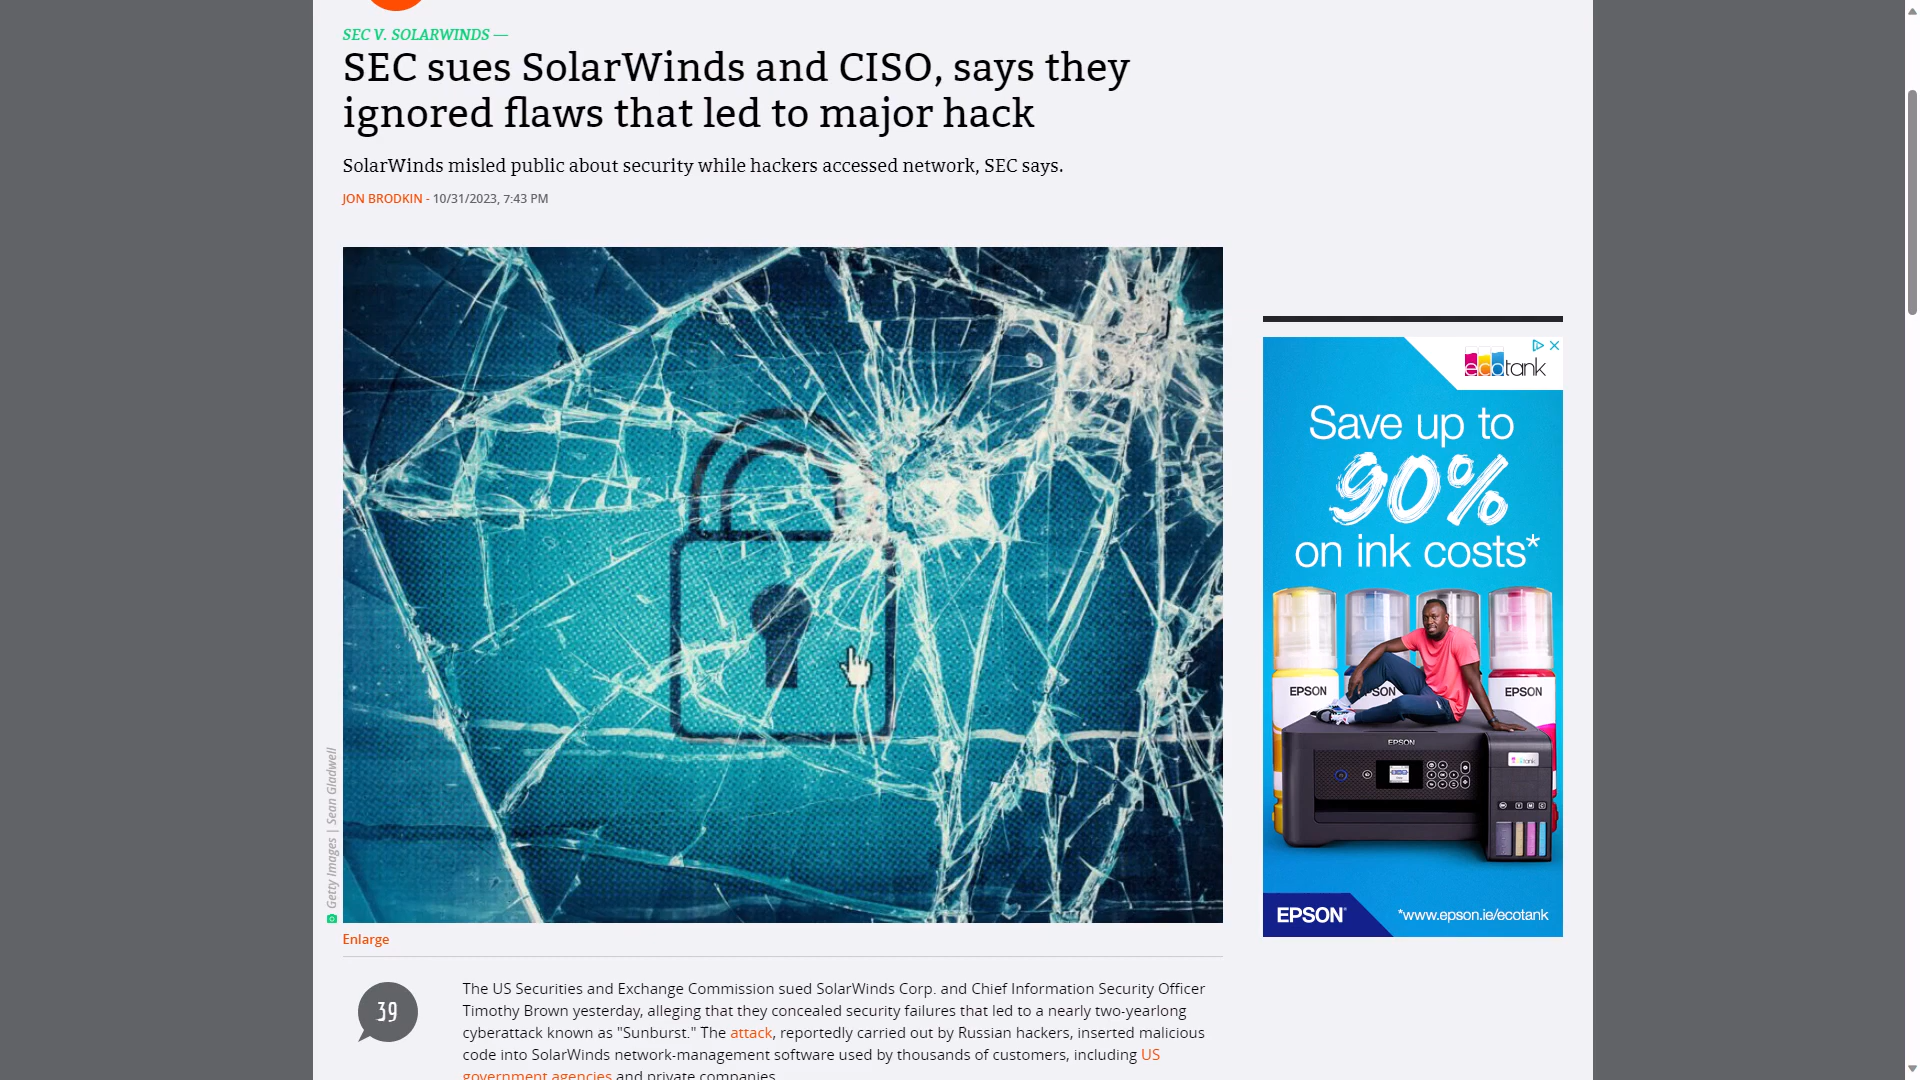 SEC V. SOLARWINDS —
SEC sues SolarWinds and CISO, says they
ignored flaws that led to major hack
SolarWinds misled public about security while hackers accessed network, SEC says.
JON BRODKIN - 10/31/2023, 7:43 PM
Getty Images | Sean Gladwell
Enlarge
39
The US Securities and Exchange Commission sued SolarWinds Corp. and Chief Information Security Officer
Timothy Brown yesterday, alleging that they concealed security failures that led to a nearly two-yearlong
cyberattack known as "Sunburst." The attack, reportedly carried out by Russian hackers, inserted malicious
code into SolarWinds network-management software used by thousands of customers, including US
government agencies and private companies.
ecotank
Save up to
90%
on ink costs*
EPSON
EPSON
EPSON
EPSON
*www.epson.ie/ecotank